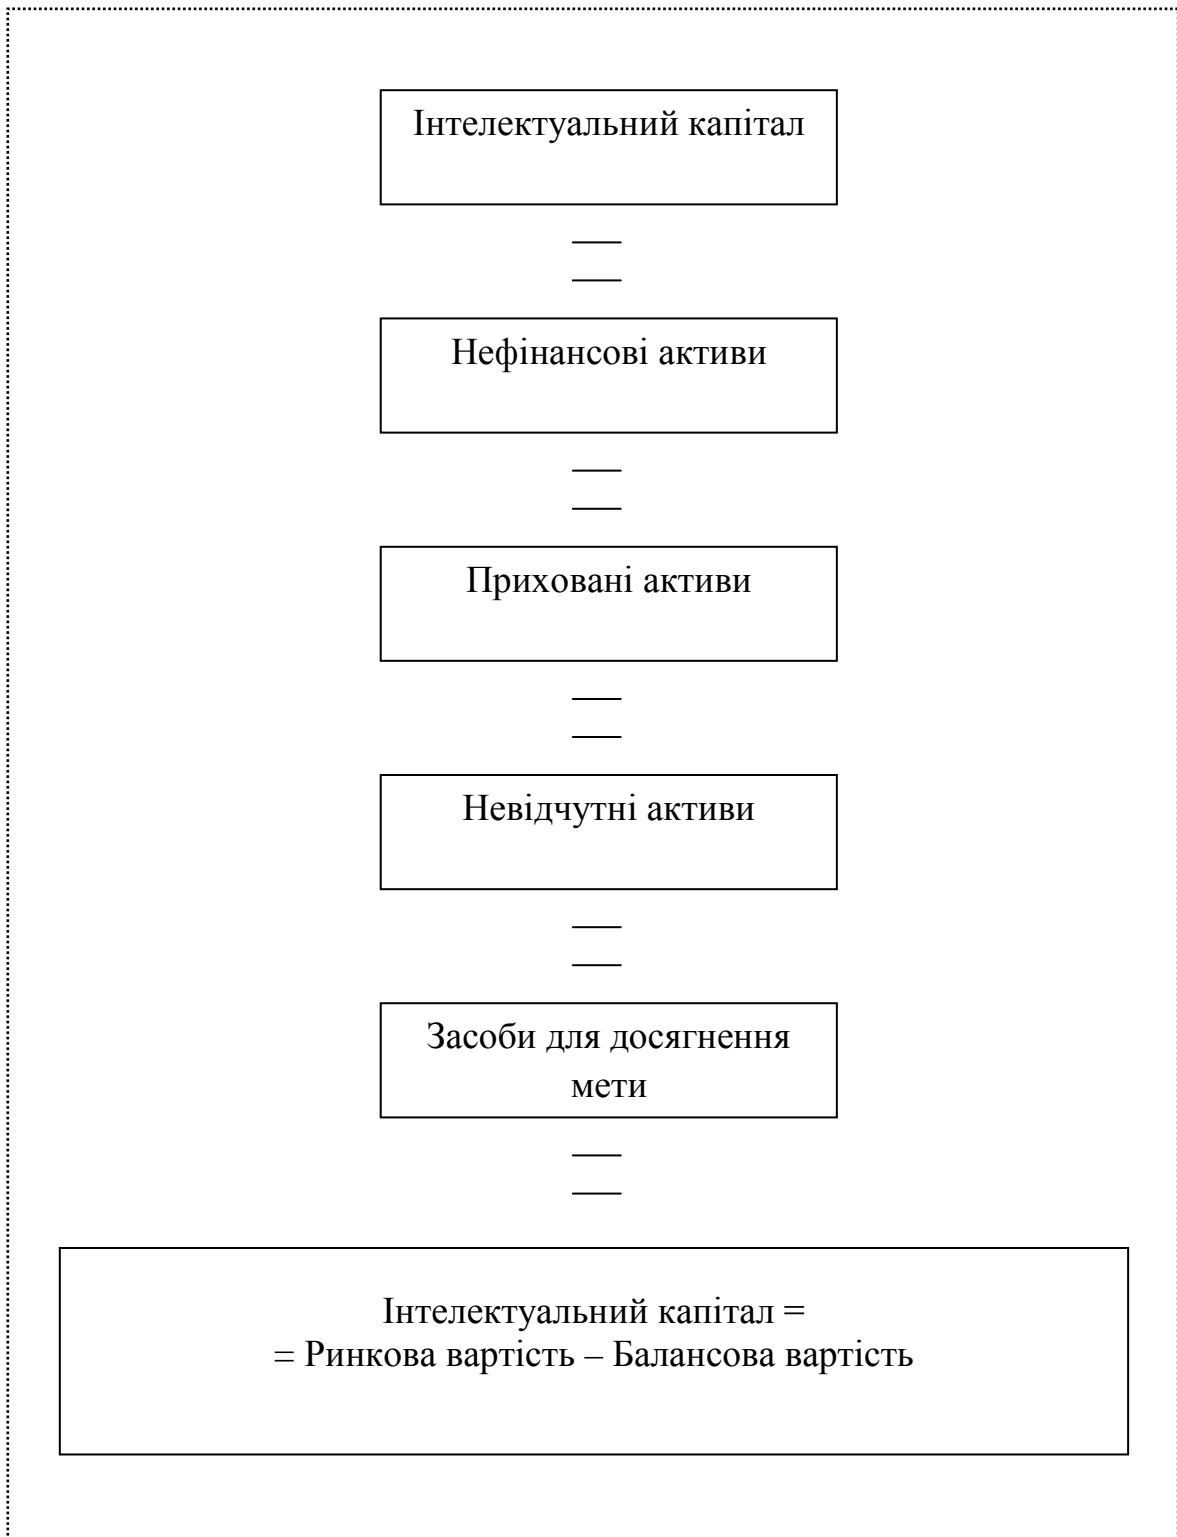 Інтелектуальний капітал
Нефінансові активи
Приховані активи
Невідчутні активи
Засоби для досягнення
мети
Інтелектуальний капітал =
= Ринкова вартість – Балансова вартість